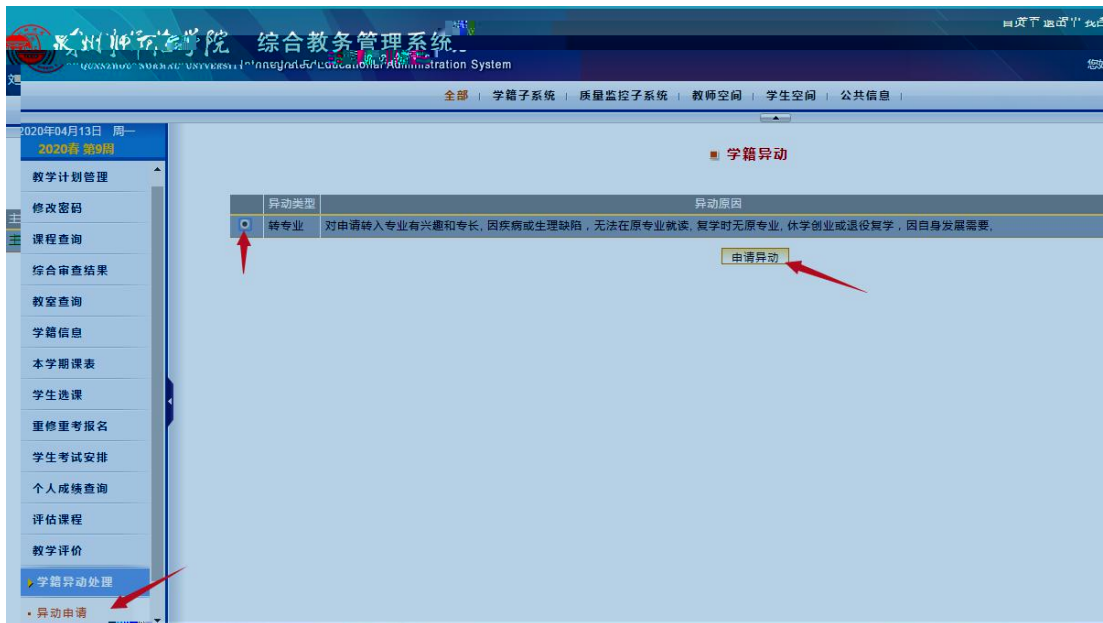 综合教务管理系统
全部 | 学籍子系统 | 质量监控子系统 | 教师空间 | 学生空间 | 公共信息 |
2020年04月13日 周一
2020春 第9周
教学计划管理
修改密码
课程查询
综合审查结果
教室查询
学籍信息
本学期课表
学生选课
重修重考报名
学生考试安排
个人成绩查询
评估课程
教学评价
学籍异动处理
异动申请
学籍异动
异动类型 异动原因
转专业 对申请转入专业有兴趣和专长, 因疾病或生理缺陷，无法在原专业就读, 复学时无原专业, 休学创业或退役复学，因自身发展需要,
申请异动